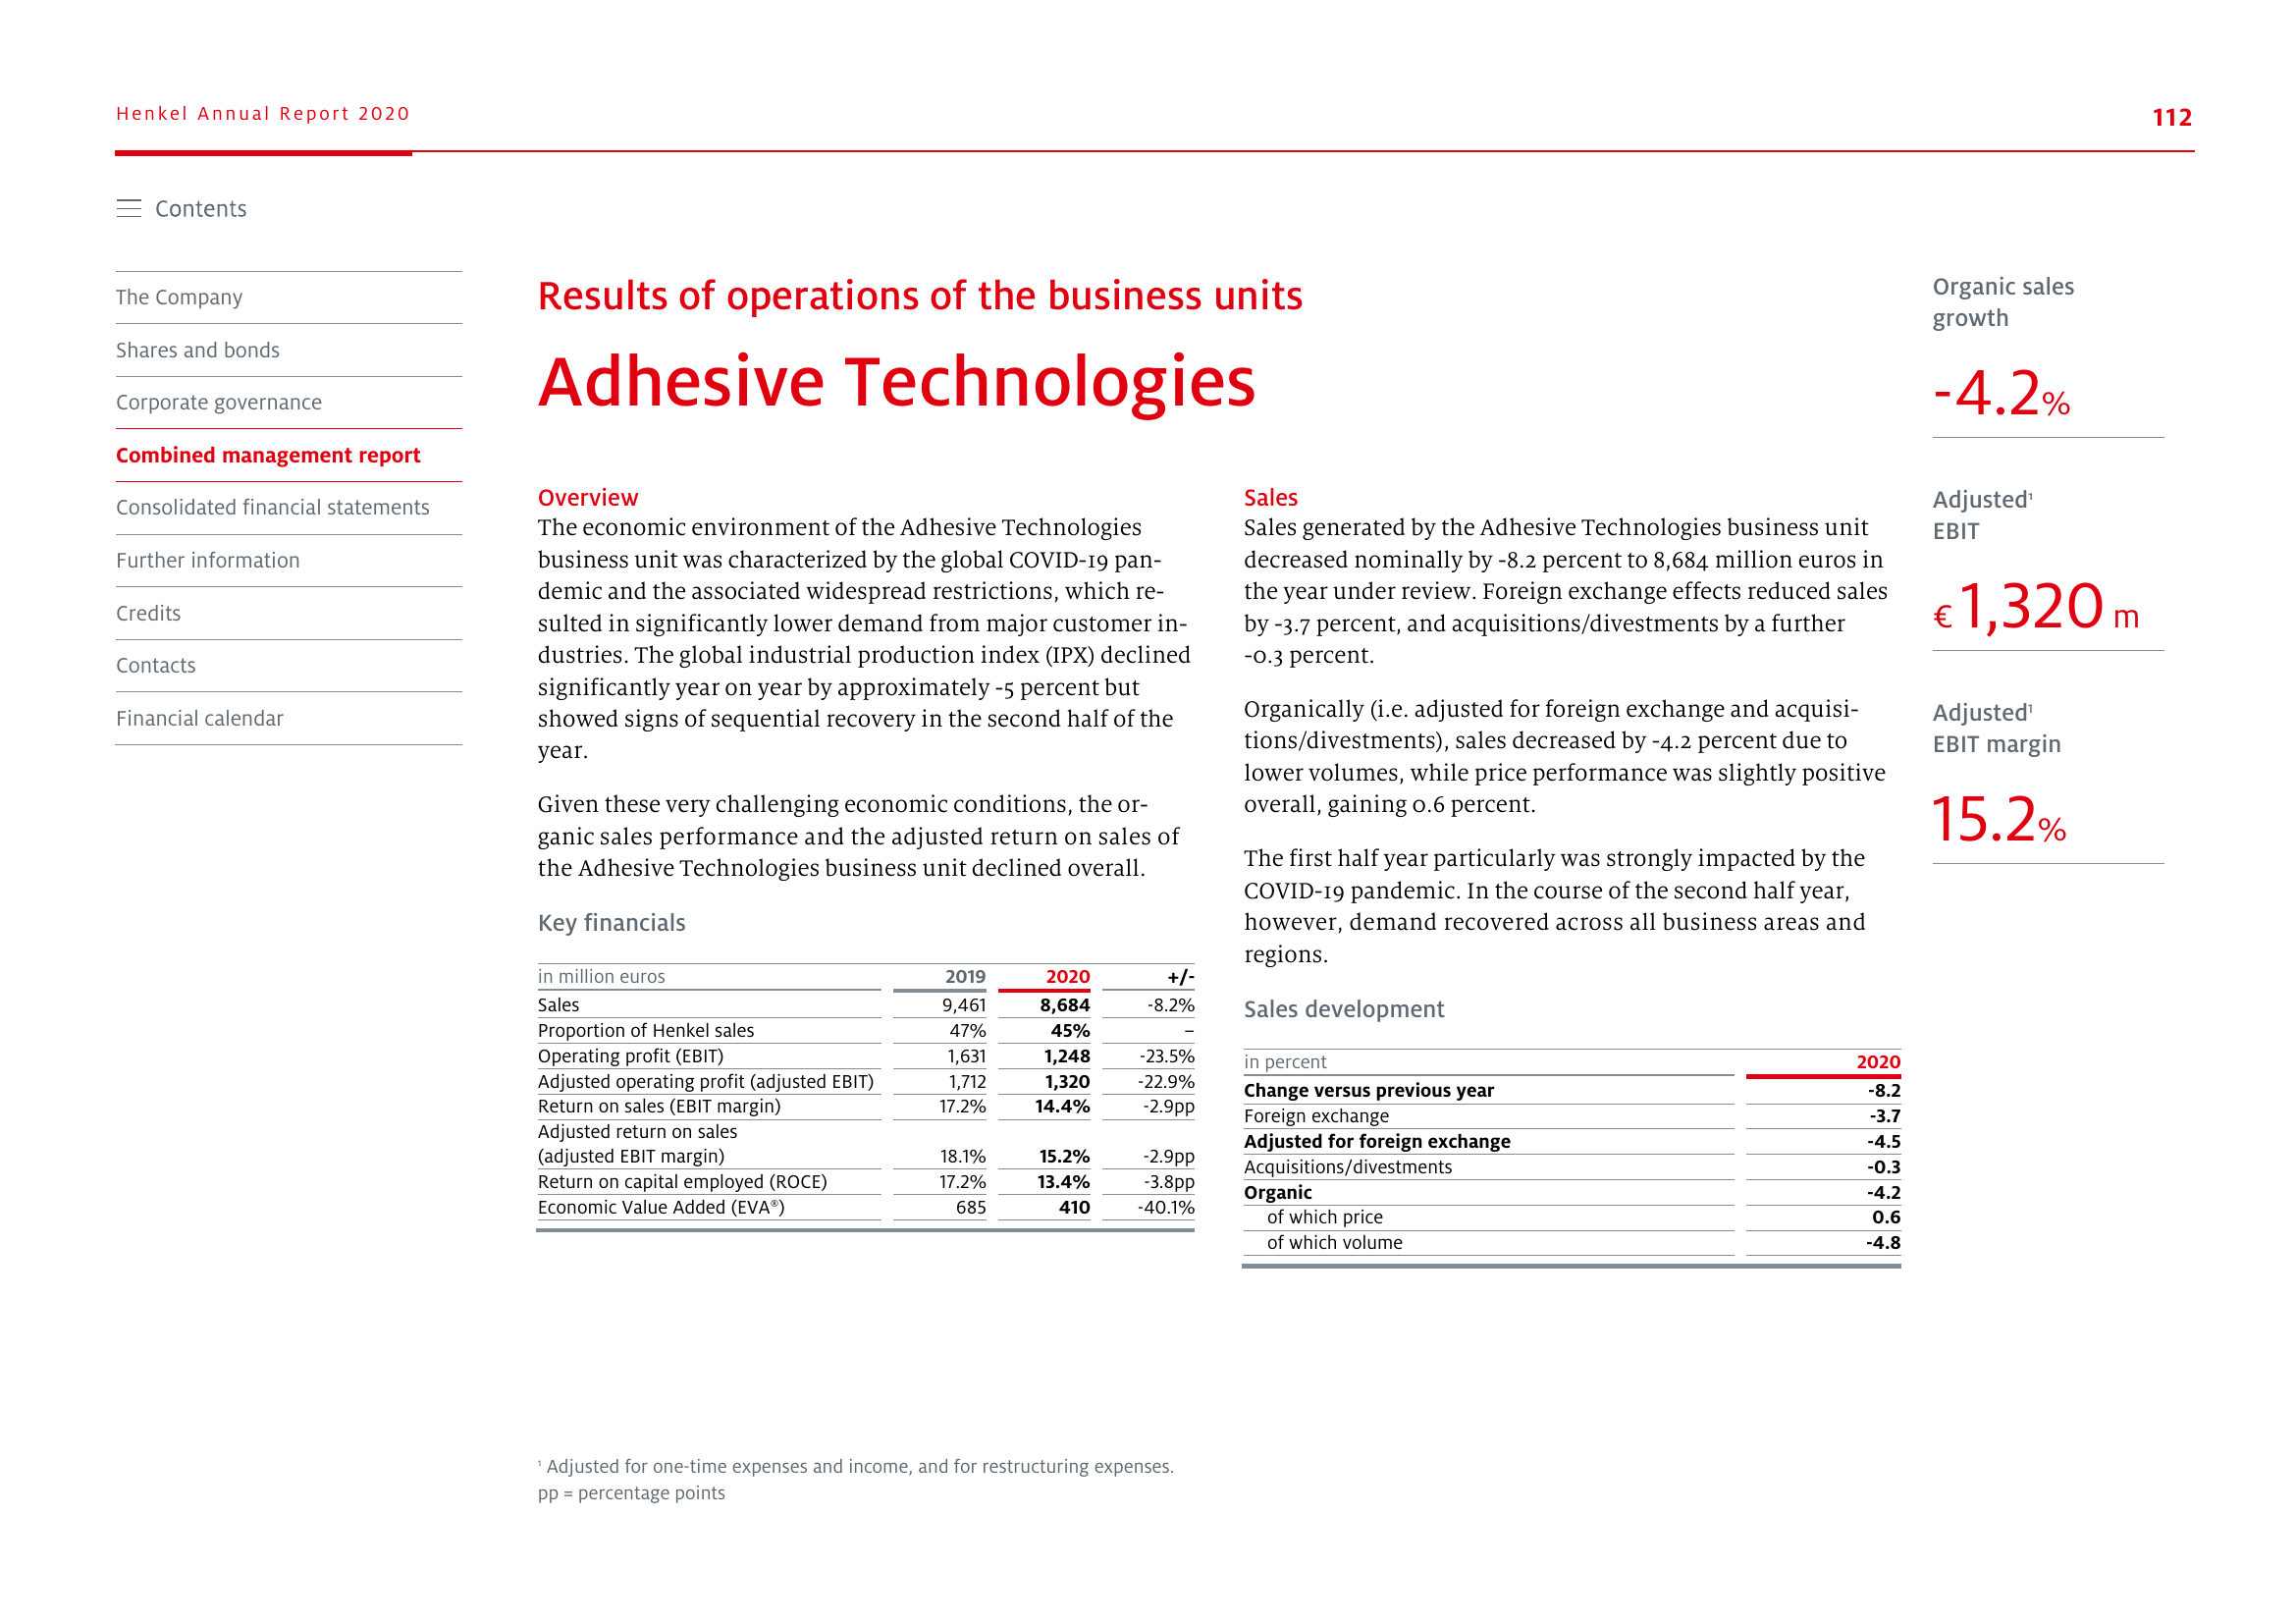 Henkel Annual Report 2020
112
Contents
The Company
Shares and bonds
Corporate governance
Combined management report
Consolidated financial statements
Further information
Credits
Contacts
Financial calendar
Results of operations of the business units
Adhesive Technologies
Overview
The economic environment of the Adhesive Technologies
business unit was characterized by the global COVID-19 pan-
demic and the associated widespread restrictions, which re-
sulted in significantly lower demand from major customer in-
dustries. The global industrial production index (IPX) declined
significantly year on year by approximately -5 percent but
showed signs of sequential recovery in the second half of the
year.
Given these very challenging economic conditions, the or-
ganic sales performance and the adjusted return on sales of
the Adhesive Technologies business unit declined overall.
Key financials
in million euros 2019 2020 +/-
Sales 9,461 8,684 -8.2%
Proportion of Henkel sales 47% 45% –
Operating profit (EBIT) 1,631 1,248 -23.5%
Adjusted operating profit (adjusted EBIT) 1,712 1,320 -22.9%
Return on sales (EBIT margin) 17.2% 14.4% -2.9pp
Adjusted return on sales
(adjusted EBIT margin) 18.1% 15.2% -2.9pp
Return on capital employed (ROCE) 17.2% 13.4% -3.8pp
Economic Value Added (EVA®) 685 410 -40.1%
Sales
Sales generated by the Adhesive Technologies business unit
decreased nominally by -8.2 percent to 8,684 million euros in
the year under review. Foreign exchange effects reduced sales
by -3.7 percent, and acquisitions/divestments by a further
-0.3 percent.
Organically (i.e. adjusted for foreign exchange and acquisi-
tions/divestments), sales decreased by -4.2 percent due to
lower volumes, while price performance was slightly positive
overall, gaining 0.6 percent.
The first half year particularly was strongly impacted by the
COVID-19 pandemic. In the course of the second half year,
however, demand recovered across all business areas and
regions.
Sales development
in percent 2020
Change versus previous year -8.2
Foreign exchange -3.7
Adjusted for foreign exchange -4.5
Acquisitions/divestments -0.3
Organic -4.2
of which price 0.6
of which volume -4.8
Organic sales
growth
-4.2%
Adjusted¹
EBIT
€ 1,320 m
Adjusted¹
EBIT margin
15.2%
¹ Adjusted for one-time expenses and income, and for restructuring expenses.
pp = percentage points